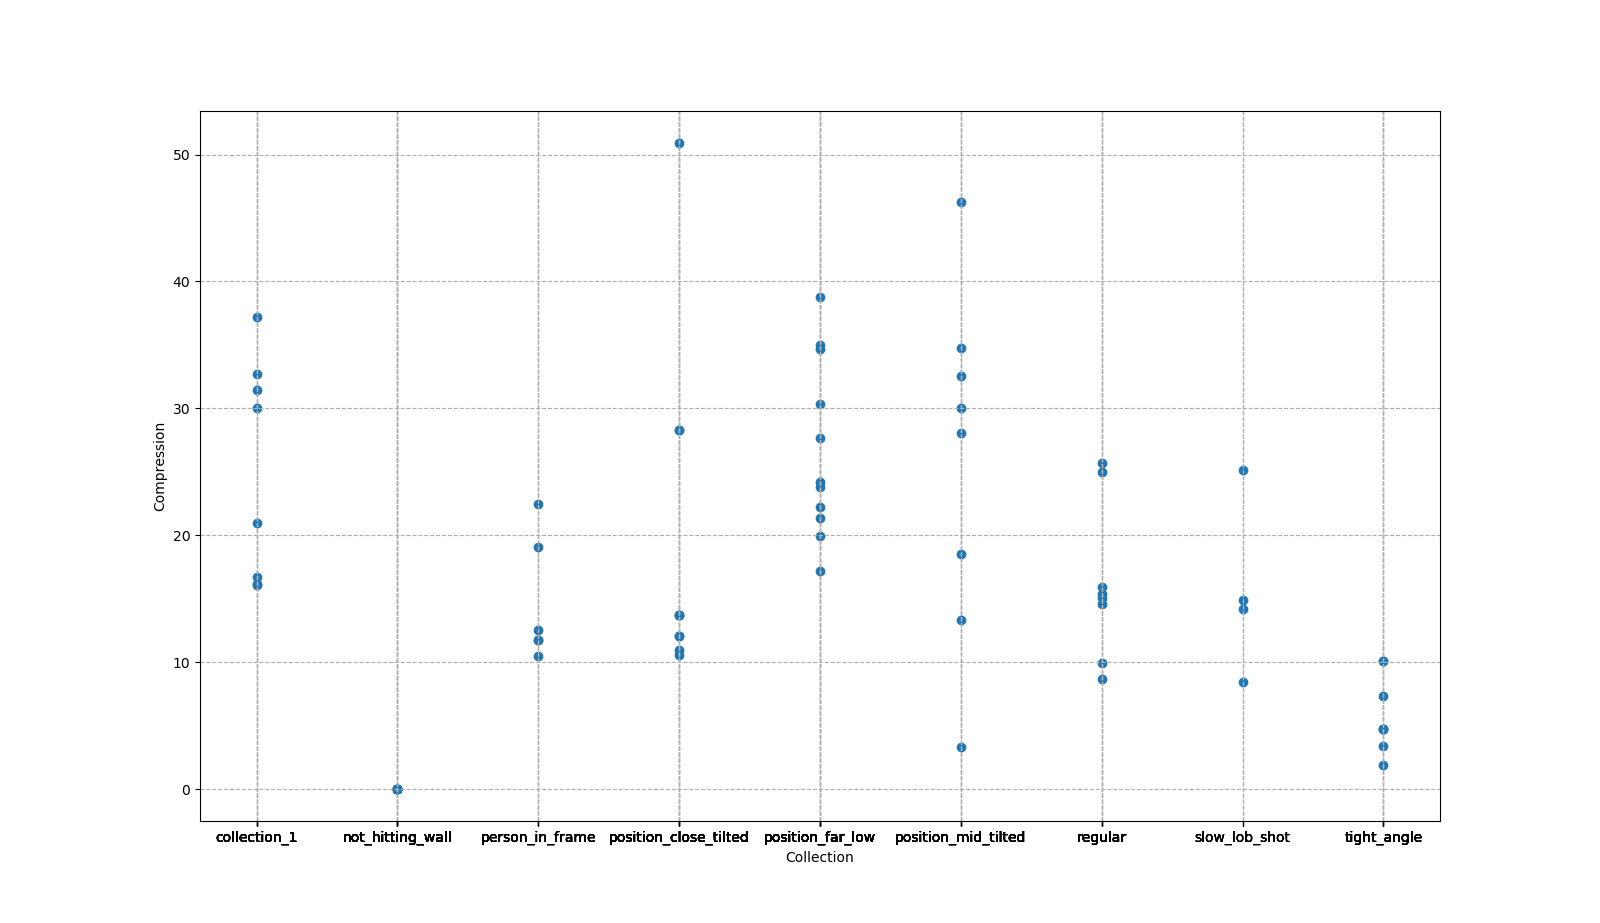 50
40
30
20
10
0
Compression
collection_1 not_hitting_wall person_in_frame position_close_tilted position_far_low position_mid_tilted regular slow_lob_shot tight_angle
Collection